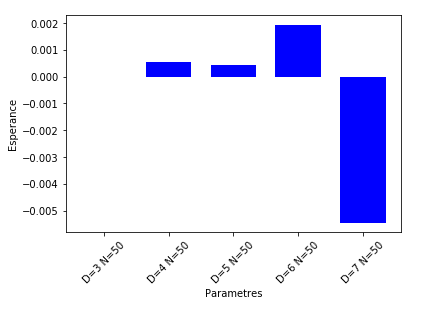 0.002
0.001
0.000
−0.001
−0.002
−0.003
−0.004
−0.005
Esperance
D=3 N=50
D=4 N=50
D=5 N=50
D=6 N=50
D=7 N=50
Parametres